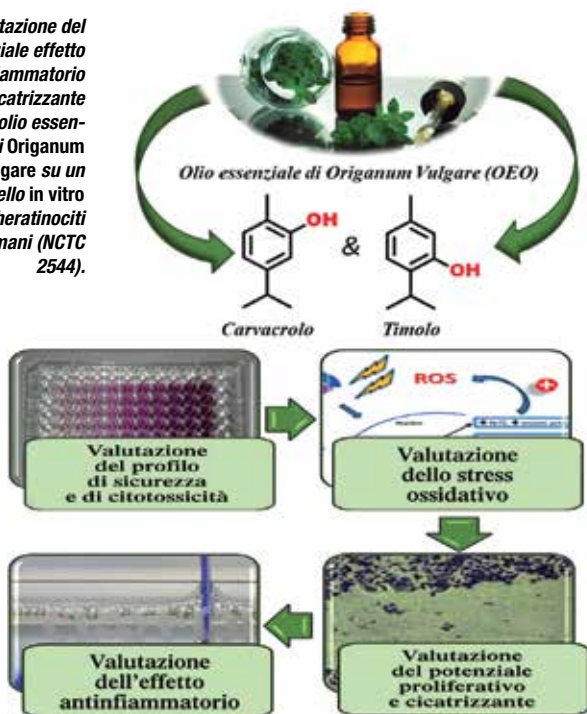 tazione del
iale effetto
ammatorio
cicatrizzante
olio essen-
i Origanum
gare su un
ello in vitro
heratinociti
mani (NCTC
2544).
Olio essenziale di Origanum Vulgare (OEO)
OH
&
OH
Carvacrolo
Timolo
ROS
Valutazione
del profilo
di sicurezza
e di citotossicità
Valutazione
dello stress
ossidativo
Valutazione
dell'effetto
antinfiammatorio
Valutazione
del potenziale
proliferativo
e cicatrizzante